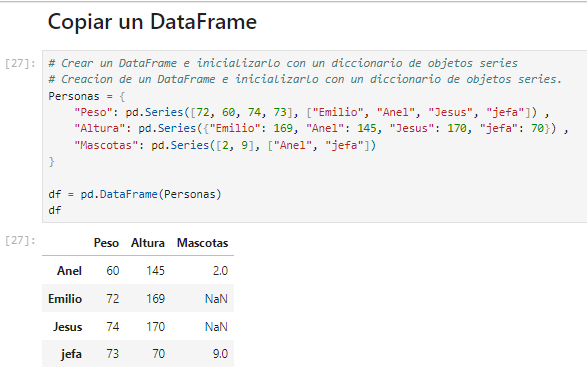 Copiar un DataFrame
[27]: # Crear un DataFrame e inicializarlo con un diccionario de objetos series
# Creacion de un DataFrame e inicializarlo con un diccionario de objetos series.
Personas = {
"Peso": pd.Series([72, 60, 74, 73], ["Emilio", "Anel", "Jesus", "jefa"]) ,
"Altura": pd.Series({"Emilio": 169, "Anel": 145, "Jesus": 170, "jefa": 70}) ,
"Mascotas": pd.Series([2, 9], ["Anel", "jefa"])
}
df = pd.DataFrame(Personas)
df
[27]: Peso Altura Mascotas
Anel 60 145 2.0
Emilio 72 169 NaN
Jesus 74 170 NaN
jefa 73 70 9.0